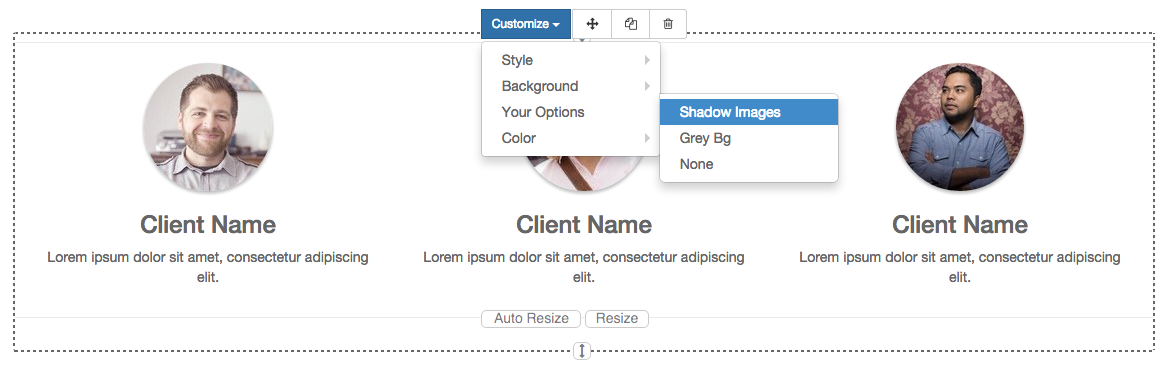 Customize
Style
Background
Your Options
Color
Shadow Images
Grey Bg
None
Client Name
Lorem ipsum dolor sit amet, consectetur adipiscing
elit.
Client Name
Lorem ipsum dolor sit amet, consectetur adipiscing
elit.
Client Name
Lorem ipsum dolor sit amet, consectetur adipiscing
elit.
Auto Resize
Resize